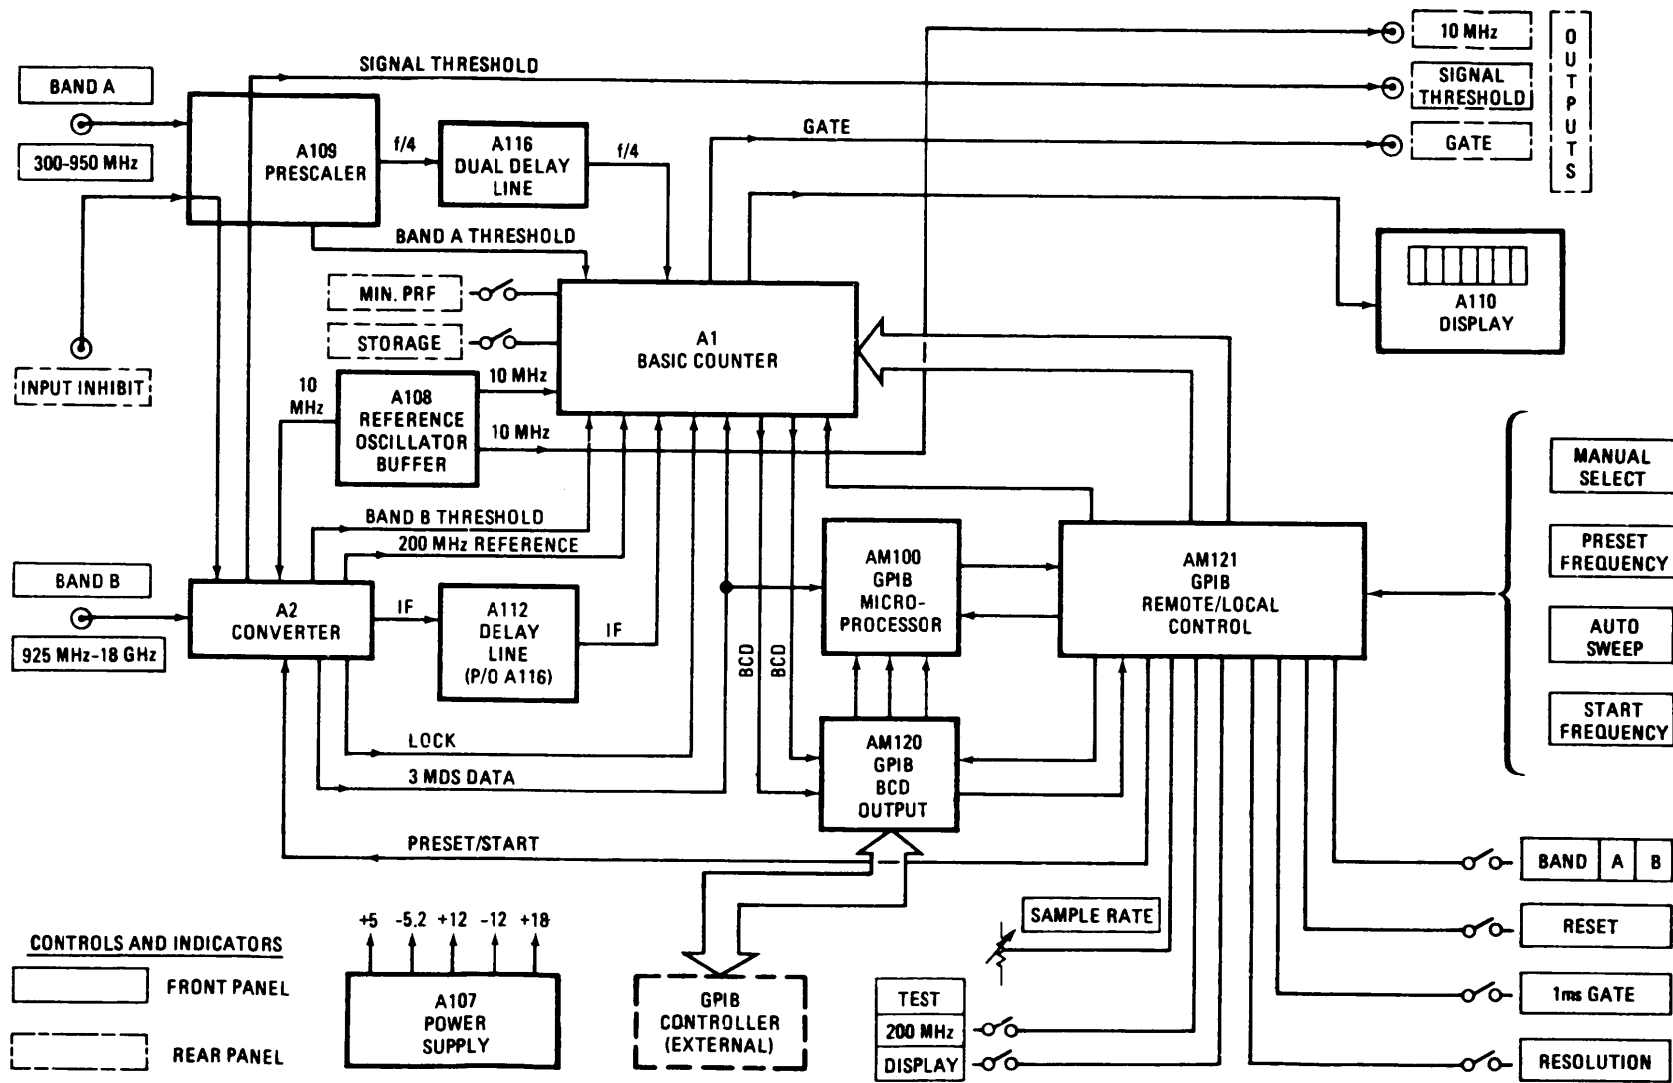 BAND A
300-950 MHz
INPUT INHIBIT
SIGNAL THRESHOLD
A109
PRESCALER
f/4
A116
DUAL DELAY
LINE
f/4
GATE
10 MHz
SIGNAL
THRESHOLD
GATE
OUTPUTS
BAND A THRESHOLD
MIN. PRF
STORAGE
A1
BASIC COUNTER
A110
DISPLAY
10
MHz
A108
REFERENCE
OSCILLATOR
BUFFER
10 MHz
10 MHz
BAND B THRESHOLD
200 MHz REFERENCE
BAND B
925 MHz-18 GHz
A2
CONVERTER
IF
A112
DELAY
LINE
(P/O A116)
IF
BCD
BCD
AM100
GPIB
MICRO-
PROCESSOR
AM121
GPIB
REMOTE/LOCAL
CONTROL
MANUAL
SELECT
PRESET
FREQUENCY
AUTO
SWEEP
START
FREQUENCY
LOCK
3 MDS DATA
PRESET/START
AM120
GPIB
BCD
OUTPUT
BAND A B
RESET
1ms GATE
RESOLUTION
SAMPLE RATE
TEST
200 MHz
DISPLAY
GPIB
CONTROLLER
(EXTERNAL)
+5 -5.2 +12 -12 +18
A107
POWER
SUPPLY
CONTROLS AND INDICATORS
FRONT PANEL
REAR PANEL